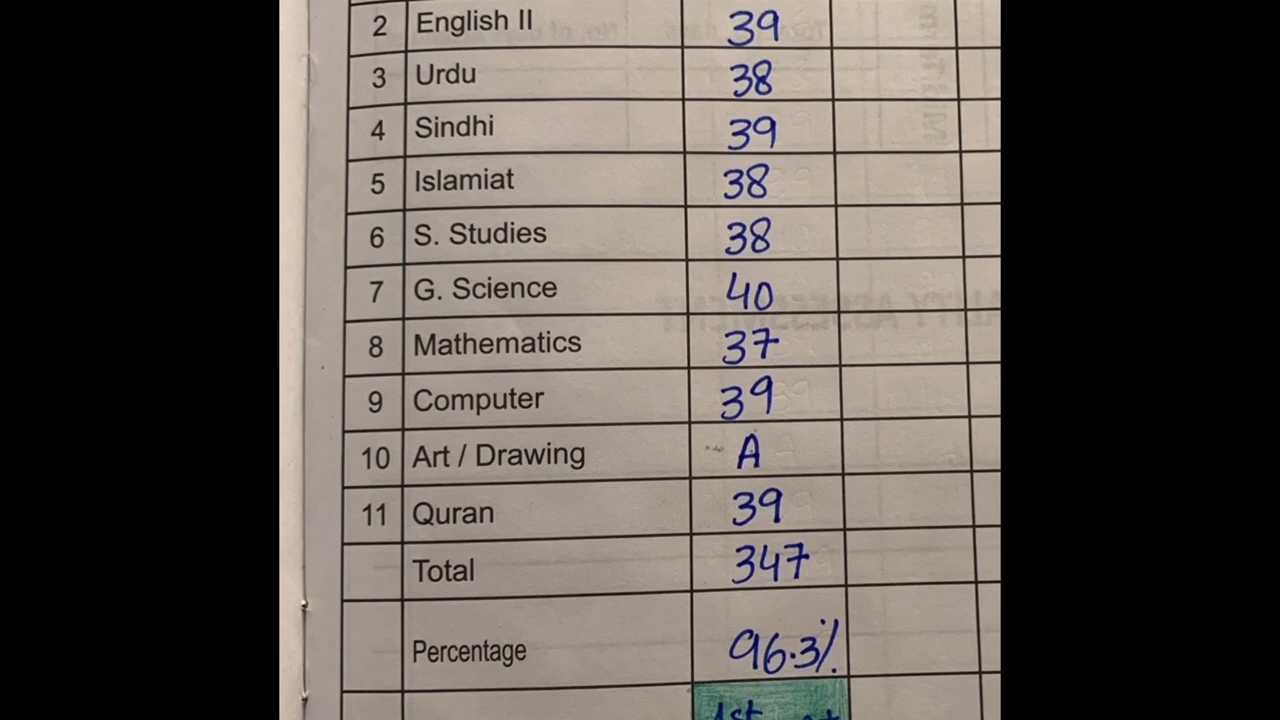 2 English II 39
3 Urdu 38
4 Sindhi 39
5 Islamiat 38
6 S. Studies 38
7 G. Science 40
8 Mathematics 37
9 Computer 39
10 Art / Drawing A
11 Quran 39
Total 347
Percentage 96.3%
1st